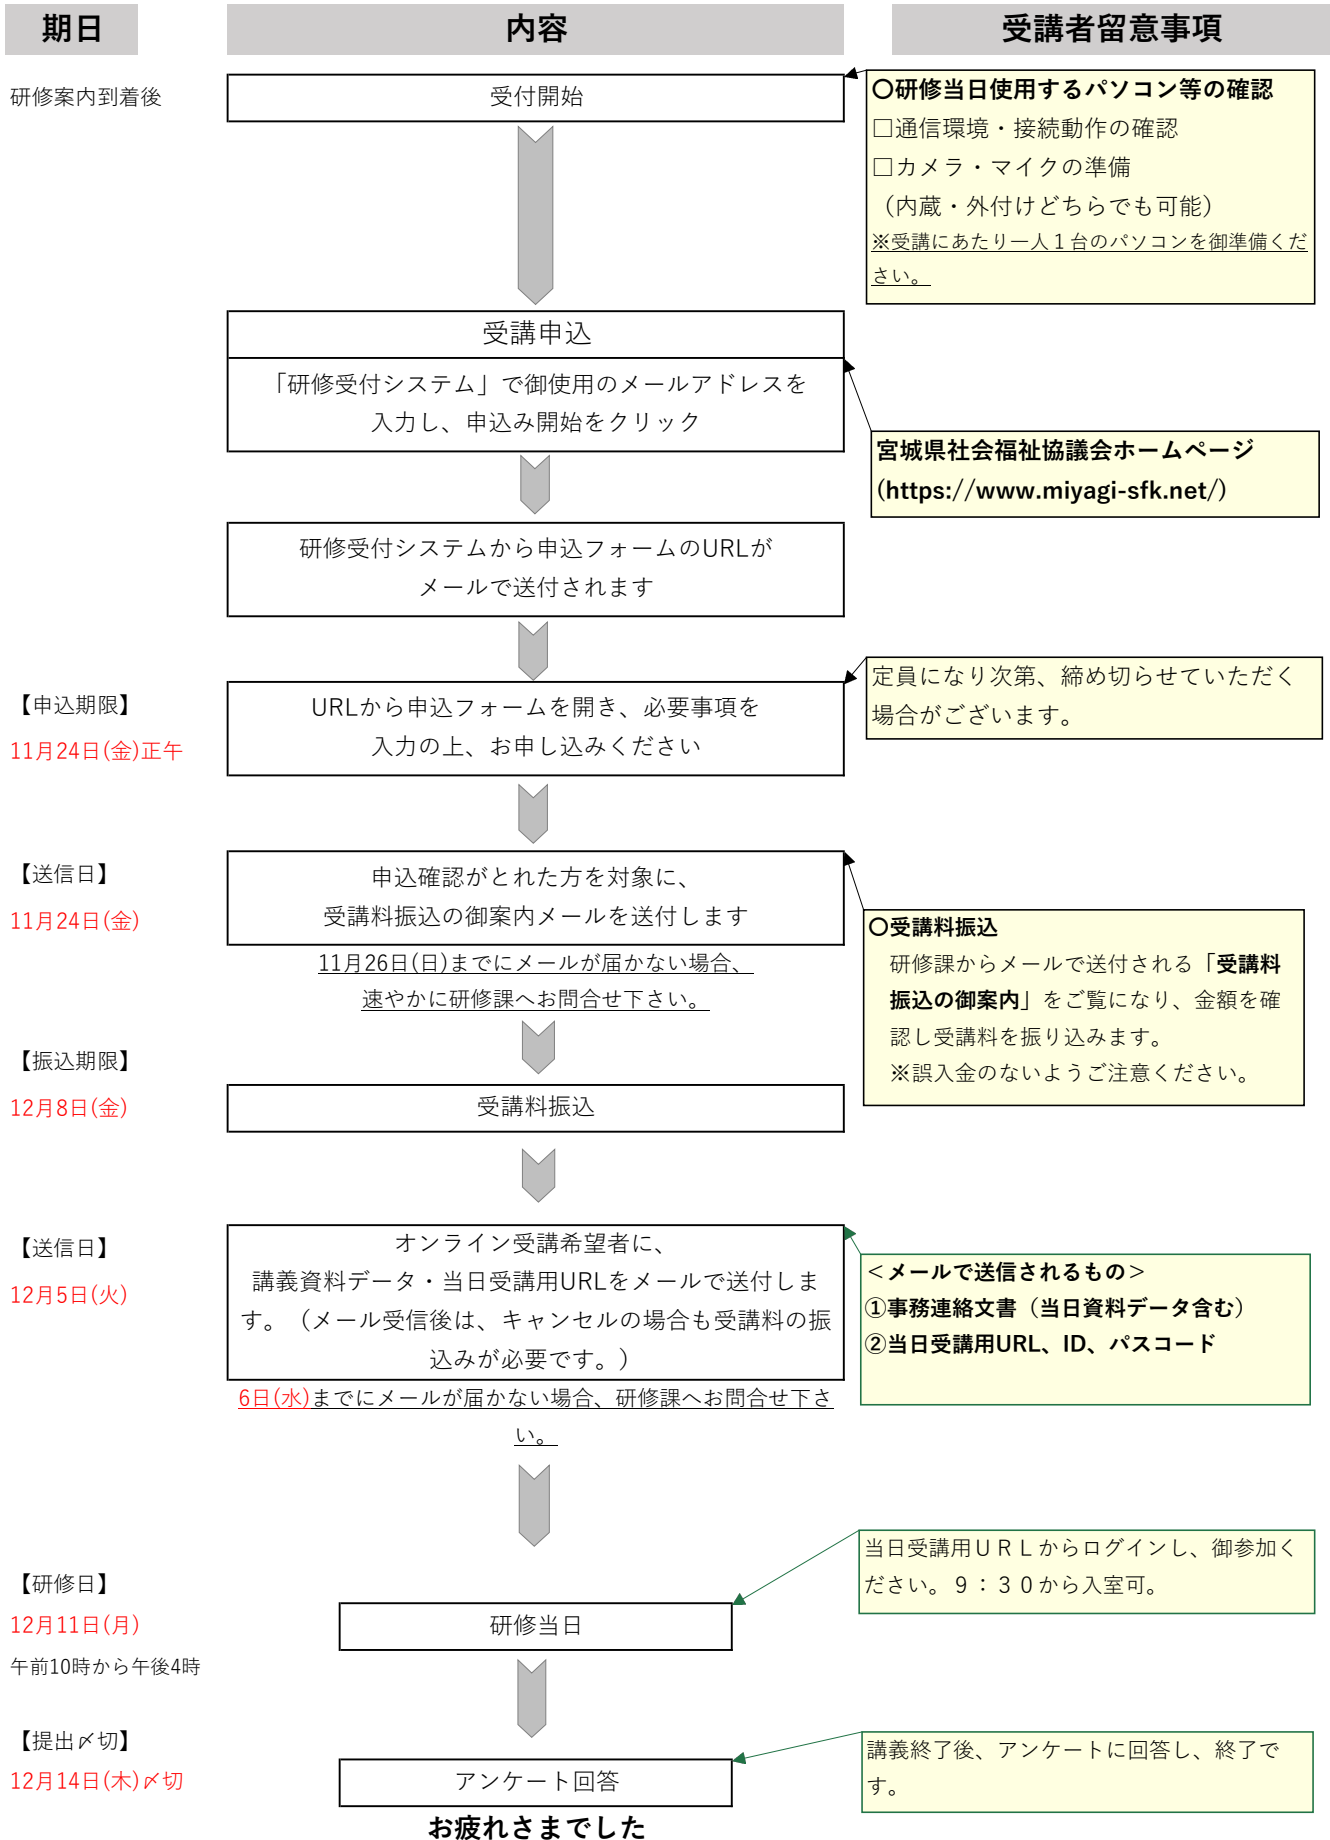 期日
内容
受講者留意事項
研修案内到着後
受付開始
〇研修当日使用するパソコン等の確認
□通信環境・接続動作の確認
□カメラ・マイクの準備
（内蔵・外付けどちらでも可能）
※受講にあたり一人１台のパソコンを御準備くだ
さい。
受講申込
「研修受付システム」で御使用のメールアドレスを
入力し、申込み開始をクリック
宮城県社会福祉協議会ホームページ
(https://www.miyagi-sfk.net/)
研修受付システムから申込フォームのURLが
メールで送付されます
【申込期限】
11月24日(金)正午
URLから申込フォームを開き、必要事項を
入力の上、お申し込みください
定員になり次第、締め切らせていただく
場合がございます。
【送信日】
11月24日(金)
申込確認がとれた方を対象に、
受講料振込の御案内メールを送付します
11月26日(日)までにメールが届かない場合、
速やかに研修課へお問合せ下さい。
〇受講料振込
研修課からメールで送付される「受講料
振込の御案内」をご覧になり、金額を確
認し受講料を振り込みます。
※誤入金のないようご注意ください。
【振込期限】
12月8日(金)
受講料振込
【送信日】
12月5日(火)
オンライン受講希望者に、
講義資料データ・当日受講用URLをメールで送付しま
す。（メール受信後は、キャンセルの場合も受講料の振
込みが必要です。）
6日(水)までにメールが届かない場合、研修課へお問合せ下さ
い。
＜メールで送信されるもの＞
①事務連絡文書（当日資料データ含む）
②当日受講用URL、ID、パスコード
【研修日】
12月11日(月)
午前10時から午後4時
研修当日
当日受講用ＵＲＬからログインし、御参加く
ださい。９：３０から入室可。
【提出〆切】
12月14日(木)〆切
アンケート回答
講義終了後、アンケートに回答し、終了で
す。
お疲れさまでした